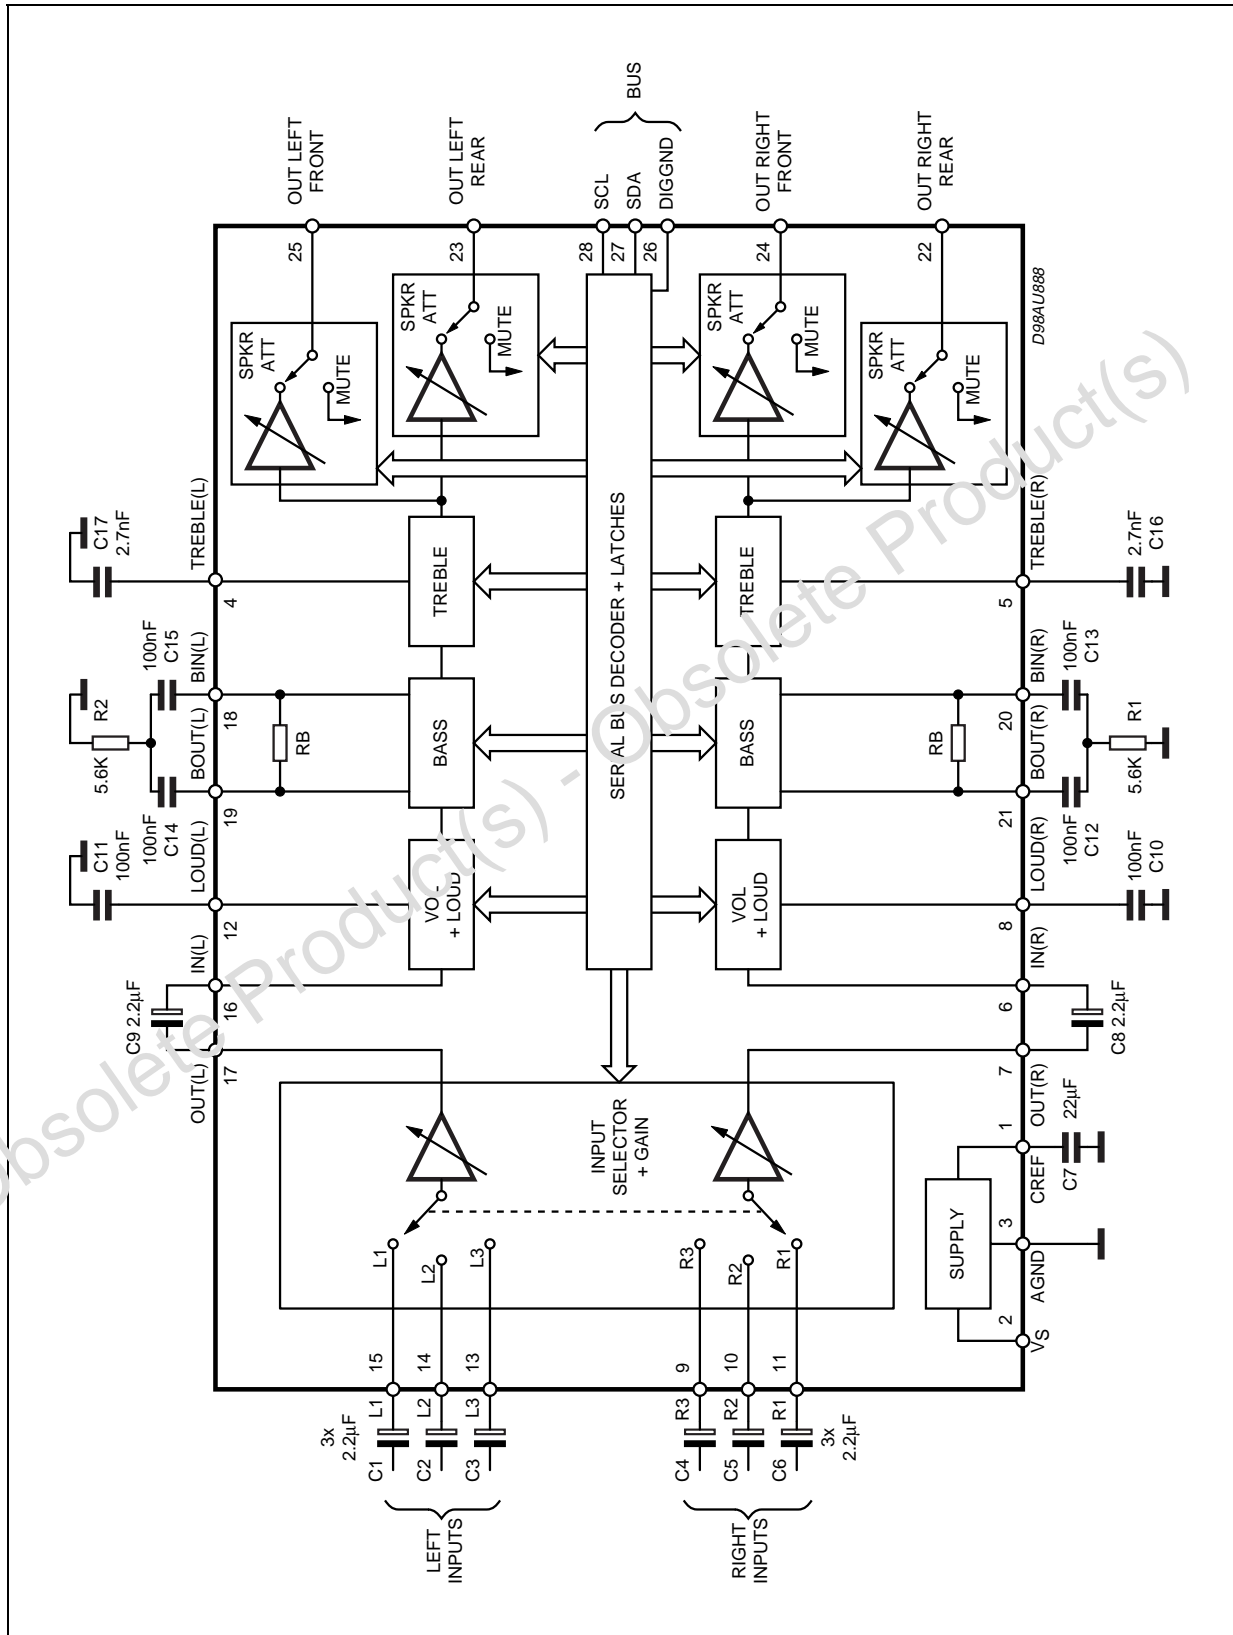 OUT LEFT
FRONT
OUT LEFT
REAR
SCL
SDA
DIGGND
BUS
OUT RIGHT
FRONT
OUT RIGHT
REAR
25
23
28
27
26
24
22
D98AU888
SPKR
ATT
MUTE
SPKR
ATT
MUTE
SPKR
ATT
MUTE
SPKR
ATT
MUTE
C17
2.7nF
TREBLE(L)
4
TREBLE
TREBLE
5
TREBLE(R)
2.7nF
C16
R2
5.6K
100nF
C15
BIN(L)
18
BOUT(L)
19
100nF
C14
RB
BASS
BASS
RB
BIN(R)
20
BOUT(R)
21
100nF
C13
R1
5.6K
100nF
C12
SERIAL BUS DECODER + LATCHES
C11
100nF
LOUD(L)
12
VOL
+ LOUD
VOL
+ LOUD
8
LOUD(R)
100nF
C10
IN(L)
16
C9 2.2µF
OUT(L)
17
IN(R)
6
C8 2.2µF
7
OUT(R)
INPUT
SELECTOR
+ GAIN
L1
L2
L3
R3
R2
R1
SUPPLY
1
CREF
22µF
C7
3
AGND
2
VS
15
14
13
9
10
11
L1
L2
L3
R3
R2
R1
3x
2.2µF
C1
C2
C3
C4
C5
C6
3x
2.2µF
LEFT
INPUTS
RIGHT
INPUTS
Obsolete Product(s) - Obsolete Product(s)